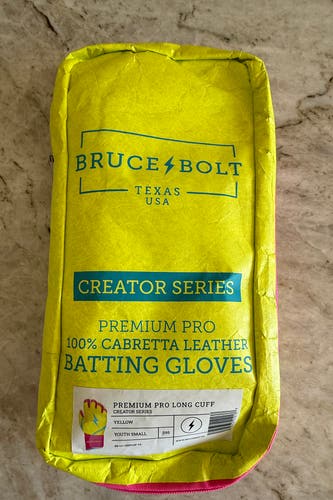 BRUCE BOLT
TEXAS
USA
CREATOR SERIES
PREMIUM PRO
100% CABRETTA LEATHER
BATTING GLOVES
PREMIUM PRO LONG CUFF
CREATOR SERIES
YELLOW
YOUTH SMALL